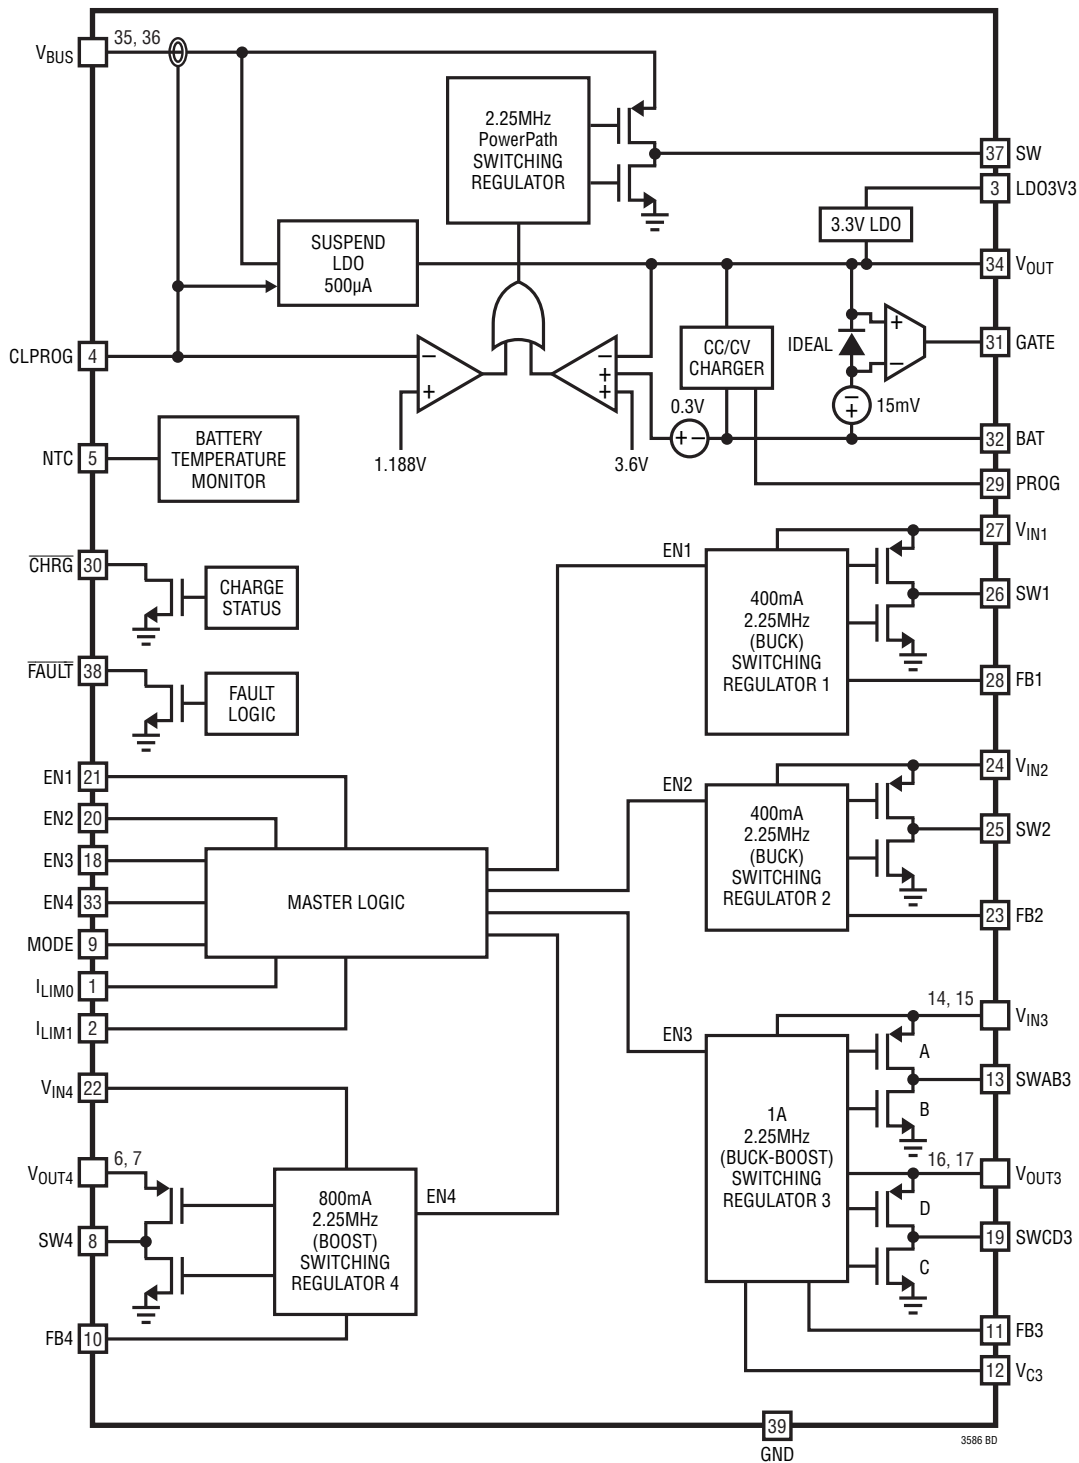 VBUS
35, 36
2.25MHz
PowerPath
SWITCHING
REGULATOR
37 SW
3 LDO3V3
3.3V LDO
SUSPEND
LDO
500µA
34 VOUT
CLPROG 4
−
+
1.188V
−
+
+
3.6V
CC/CV
CHARGER
0.3V
+ −
IDEAL
+
−
−
+
15mV
31 GATE
32 BAT
29 PROG
NTC 5
BATTERY
TEMPERATURE
MONITOR
CHRG 30
CHARGE
STATUS
FAULT 38
FAULT
LOGIC
EN1
400mA
2.25MHz
(BUCK)
SWITCHING
REGULATOR 1
27 VIN1
26 SW1
28 FB1
EN1 21
EN2 20
EN3 18
EN4 33
MODE 9
ILIM0 1
ILIM1 2
MASTER LOGIC
EN2
400mA
2.25MHz
(BUCK)
SWITCHING
REGULATOR 2
24 VIN2
25 SW2
23 FB2
EN3
1A
2.25MHz
(BUCK-BOOST)
SWITCHING
REGULATOR 3
14, 15
VIN3
A
13 SWAB3
B
16, 17
VOUT3
D
19 SWCD3
C
11 FB3
12 VC3
VIN4 22
VOUT4
6, 7
SW4 8
FB4 10
800mA
2.25MHz
(BOOST)
SWITCHING
REGULATOR 4
EN4
39
GND
3586 BD